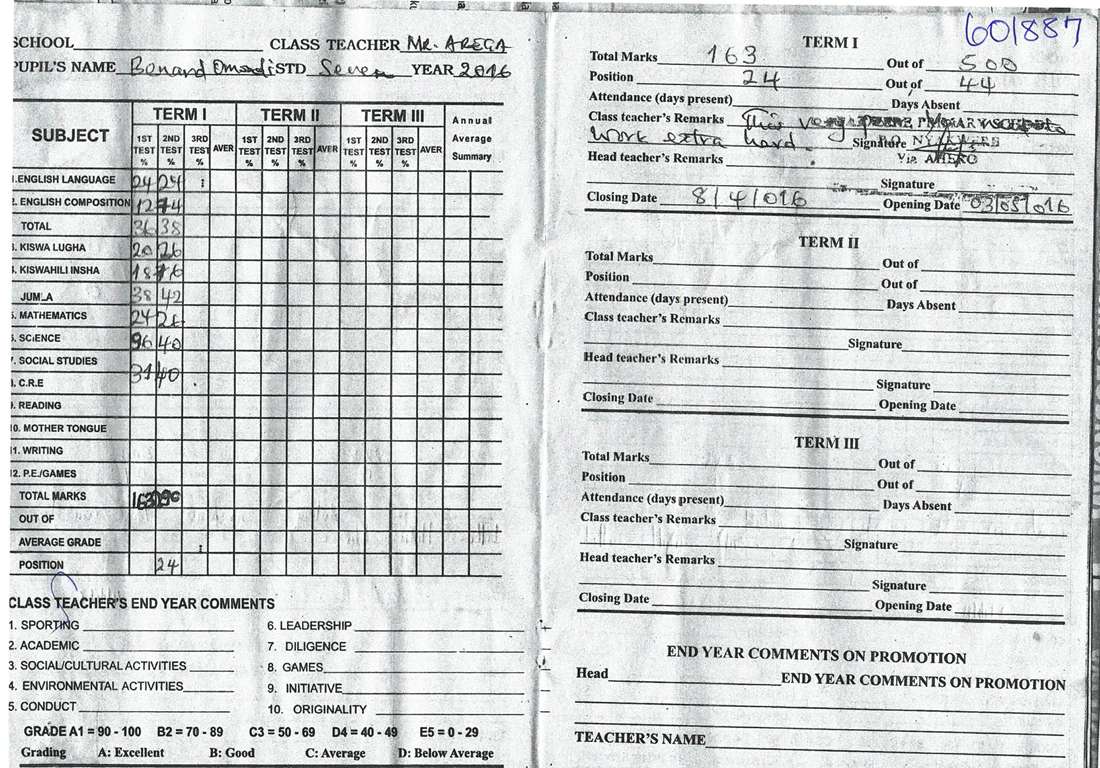 SCHOOL CLASS TEACHER Mr. AREGA
PUPIL'S NAME Benard Omondi STD Seven YEAR 2016
SUBJECT TERM I TERM II TERM III Annual Average Summary
1ST TEST % 2ND TEST % 3RD TEST % AVER 1ST TEST % 2ND TEST % 3RD TEST % AVER 1ST TEST % 2ND TEST % 3RD TEST % AVER
1.ENGLISH LANGUAGE 24 24
2. ENGLISH COMPOSITION 12 14
TOTAL 36 38
KISWA LUGHA 20 26
KISWAHILI INSHA 18 16
JUMLA 38 42
MATHEMATICS 24
SCIENCE 36 40
7. SOCIAL STUDIES
31 40
C.R.E
READING
10. MOTHER TONGUE
11. WRITING
12. P.E./GAMES
TOTAL MARKS 163
OUT OF
AVERAGE GRADE
POSITION 24
CLASS TEACHER'S END YEAR COMMENTS
1. SPORTING 6. LEADERSHIP
2. ACADEMIC 7. DILIGENCE
3. SOCIAL/CULTURAL ACTIVITIES 8. GAMES
4. ENVIRONMENTAL ACTIVITIES 9. INITIATIVE
5. CONDUCT 10. ORIGINALITY
GRADE A1 = 90 - 100 B2 = 70 - 89 C3 = 50 - 69 D4 = 40 - 49 E5 = 0 - 29
Grading A: Excellent B: Good C: Average D: Below Average
601887
TERM I
Total Marks 163 Out of 500
Position 24 Out of 44
Attendance (days present) Days Absent
Class teacher's Remarks This very PRIMARY
Work extra hard. Signature
Head teacher's Remarks Via AHERO
Signature
Closing Date 8/4/016 Opening Date 03/05/016
TERM II
Total Marks Out of
Position Out of
Attendance (days present) Days Absent
Class teacher's Remarks
Signature
Head teacher's Remarks
Signature
Closing Date Opening Date
TERM III
Total Marks Out of
Position Out of
Attendance (days present) Days Absent
Class teacher's Remarks
Signature
Head teacher's Remarks
Signature
Closing Date Opening Date
END YEAR COMMENTS ON PROMOTION
Head END YEAR COMMENTS ON PROMOTION
TEACHER'S NAME